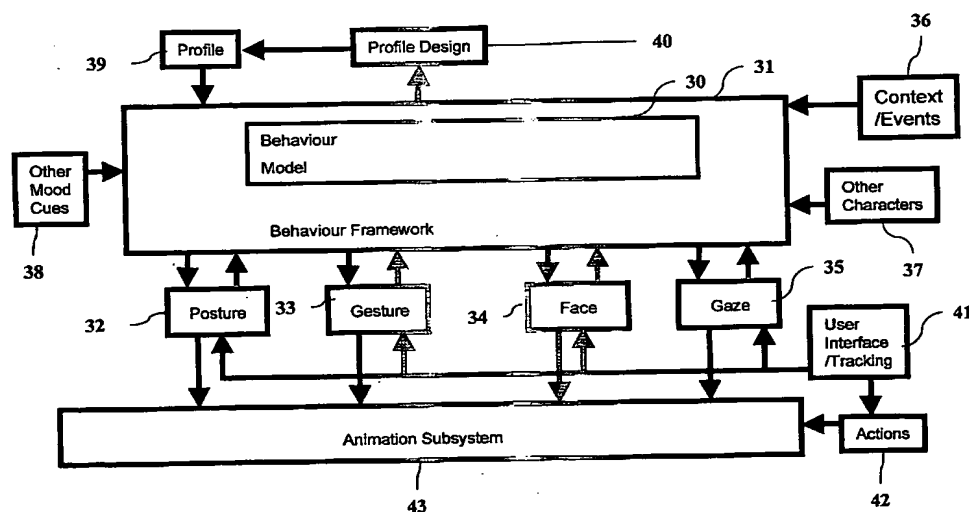 39
Profile
Profile Design
40
36
30
31
Context
/Events
Behaviour
Model
Other
Mood
Cues
38
Other
Characters
37
Behaviour Framework
32
Posture
33
Gesture
34
Face
35
Gaze
User
Interface
/Tracking
41
Animation Subsystem
Actions
43
42